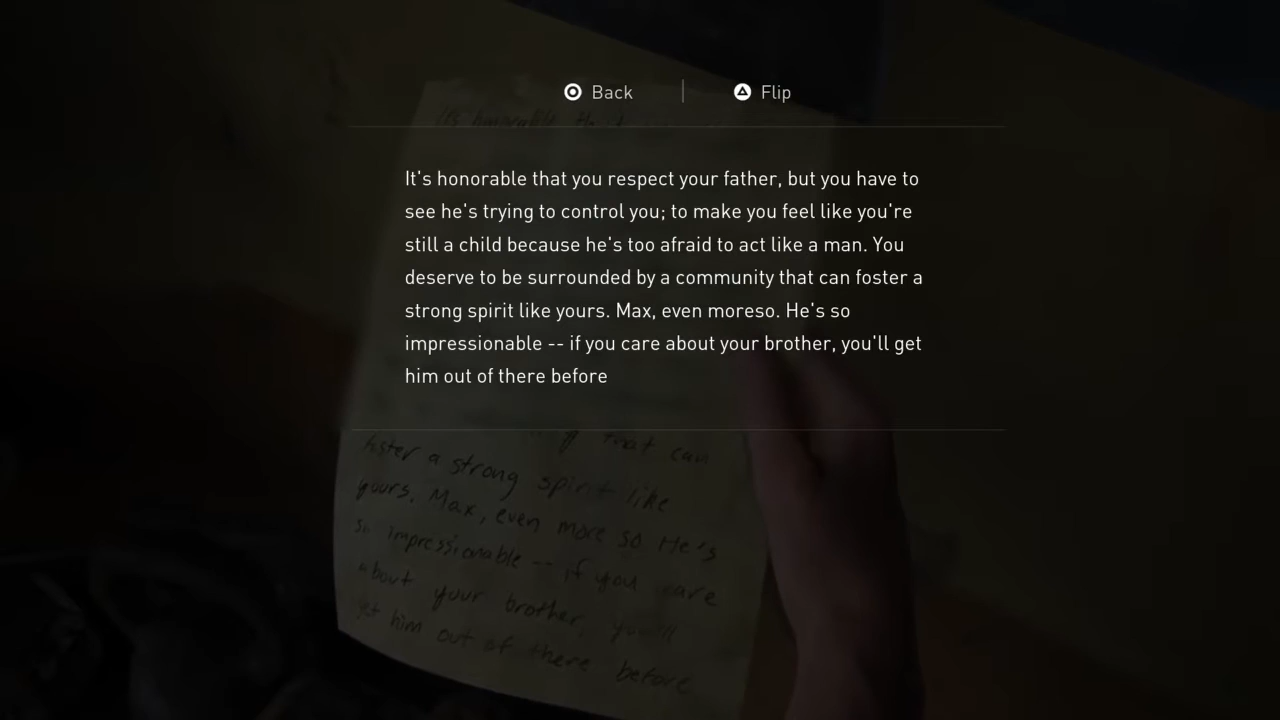 Back | Flip
It's honorable th
It's honorable that you respect your father, but you have to
see he's trying to control you; to make you feel like you're
still a child because he's too afraid to act like a man. You
deserve to be surrounded by a community that can foster a
strong spirit like yours. Max, even moreso. He's so
impressionable -- if you care about your brother, you'll get
him out of there before
that can
foster a strong spirit like
yours. Max, even more so He's
so impressionable -- if you care
about your brother, you'll
get him out of there before